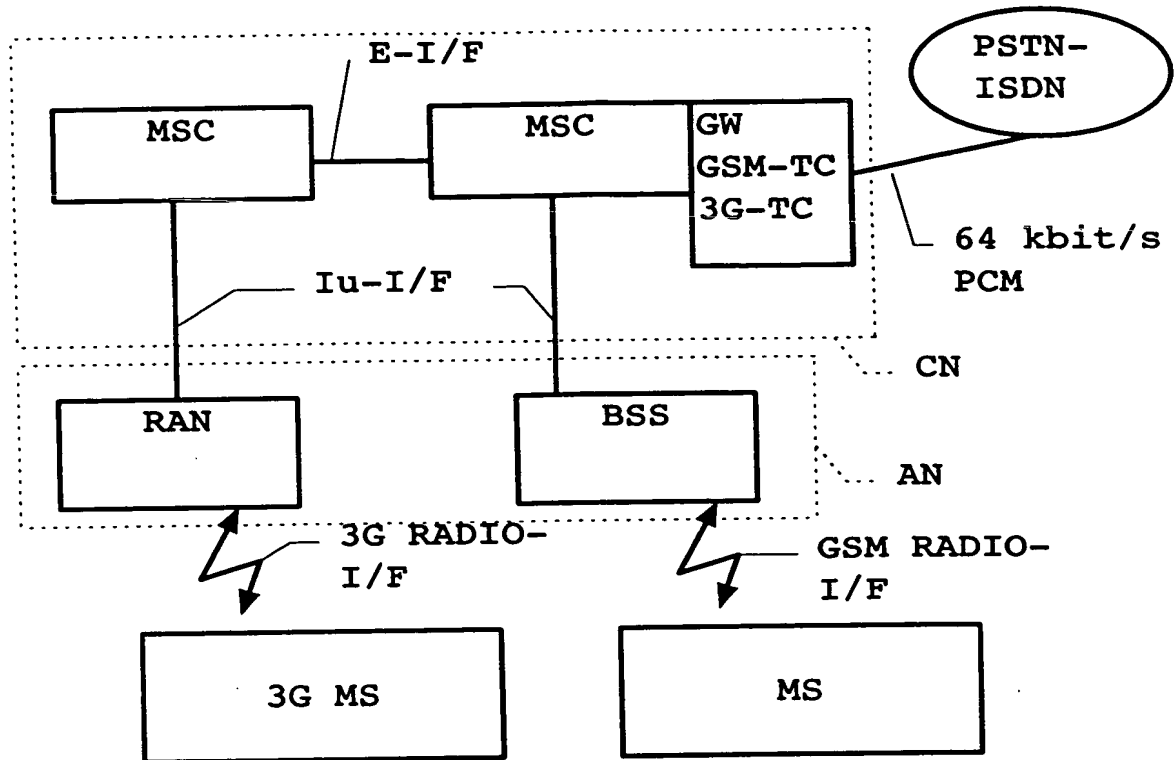 E-I/F
PSTN-
ISDN
MSC
MSC
GW
GSM-TC
3G-TC
64 kbit/s
PCM
Iu-I/F
CN
RAN
BSS
AN
3G RADIO-
I/F
GSM RADIO-
I/F
3G MS
MS